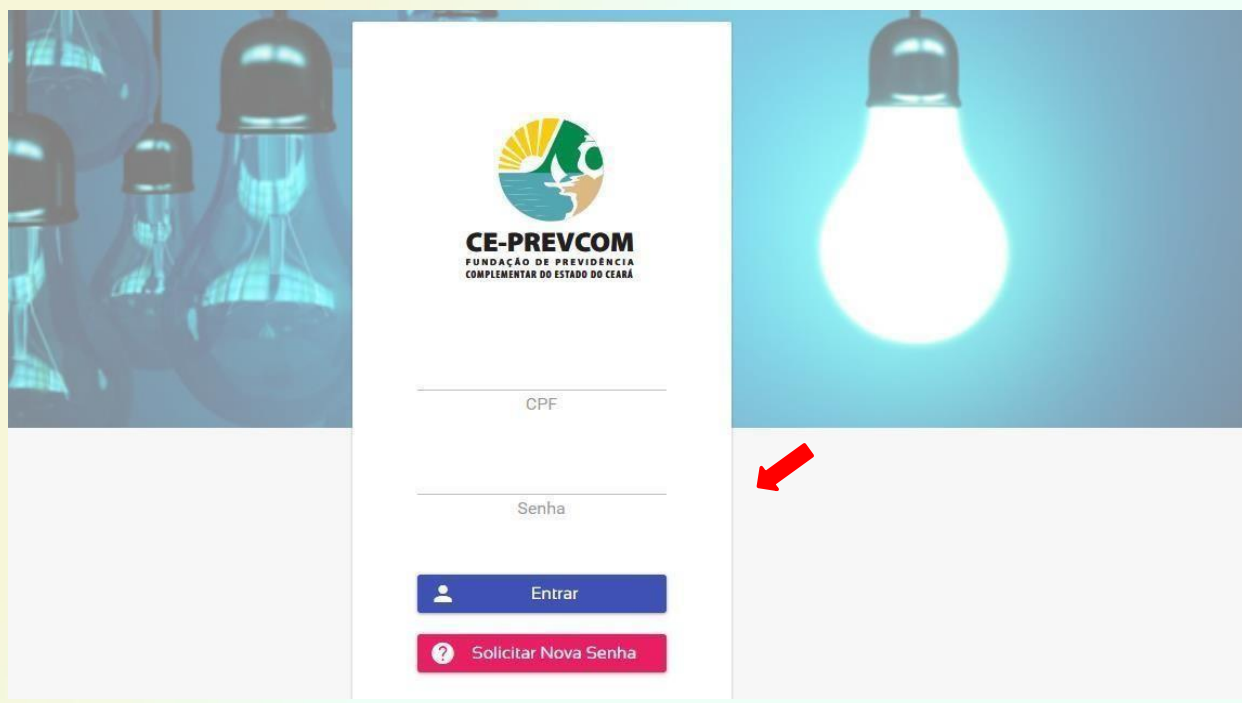 CE-PREVCOM
FUNDAÇÃO DE PREVIDÊNCIA
COMPLEMENTAR DO ESTADO DO CEARÁ
CPF
Senha
Entrar
Solicitar Nova Senha